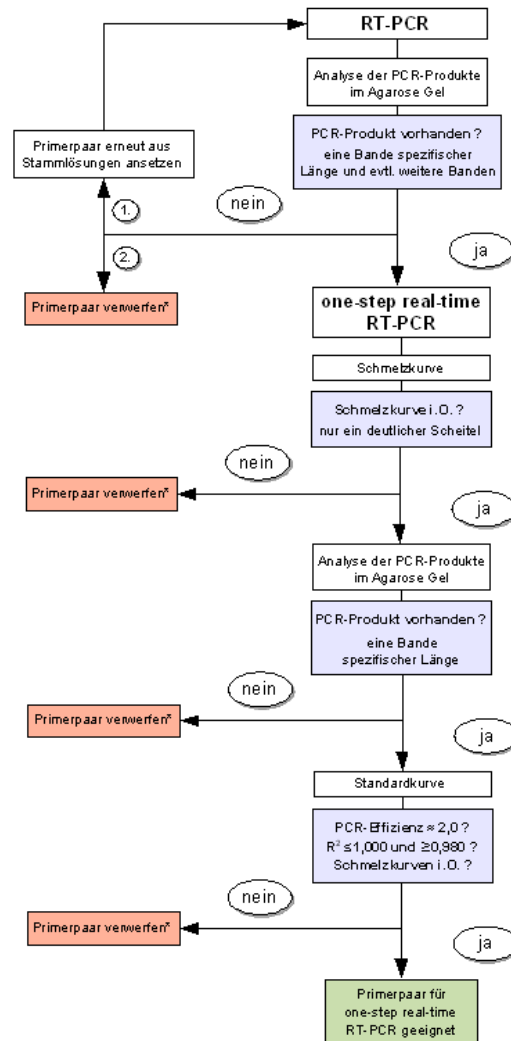 RT-PCR
Analyse der PCR-Produkte
im Agarose Gel
Primerpaar erneut aus
Stammlösungen ansetzen
PCR-Produkt vorhanden ?
eine Bande spezifischer
Länge und evtl. weitere Banden
nein
1.
2.
ja
Primerpaar verwerfen*
one-step real-time
RT-PCR
Schmelzkurve
Schmelzkurve i.O. ?
nur ein deutlicher Scheitel
nein
Primerpaar verwerfen*
ja
Analyse der PCR-Produkte
im Agarose Gel
PCR-Produkt vorhanden ?
eine Bande
spezifischer Länge
nein
Primerpaar verwerfen*
ja
Standardkurve
PCR-Effizienz ≈ 2,0 ?
R² ≤1,000 und ≥0,980 ?
Schmelzkurven i.O. ?
nein
Primerpaar verwerfen*
ja
Primerpaar für
one-step real-time
RT-PCR geeignet